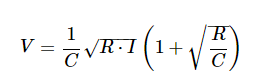 V = \frac{1}{C} \sqrt{R \cdot I} \left( 1 + \sqrt{\frac{R}{C}} \right)